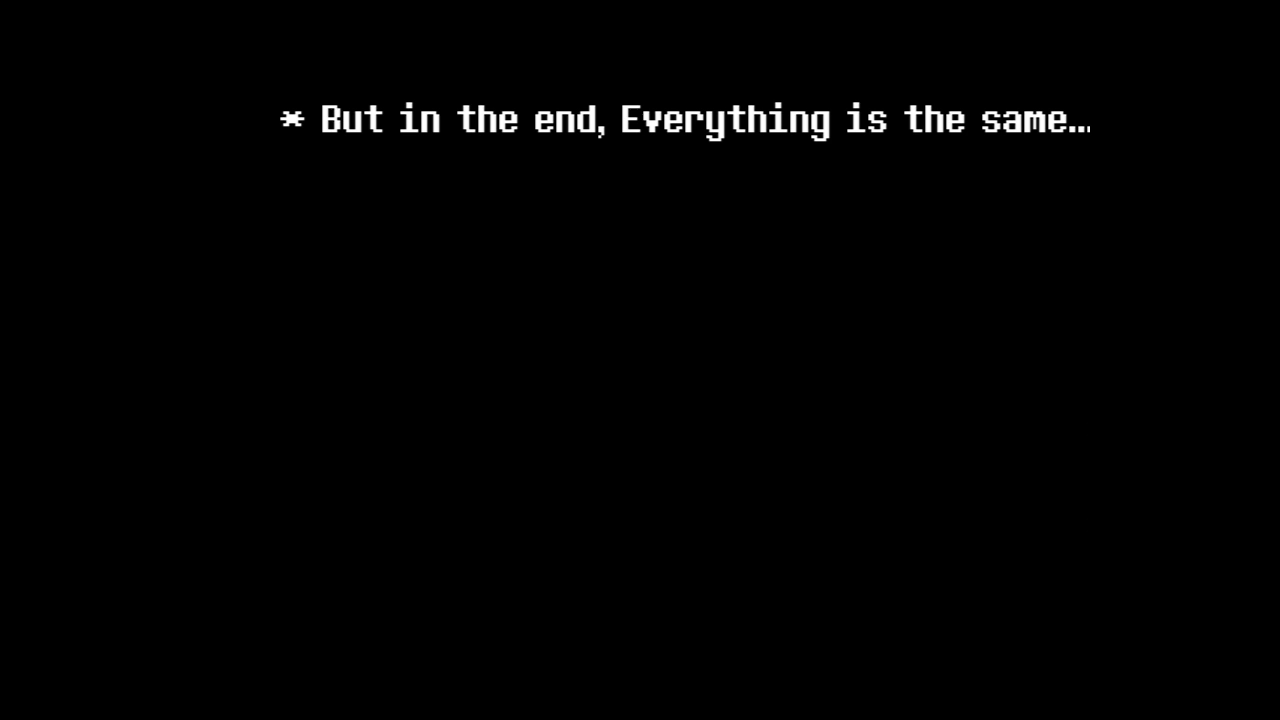 * But in the end, Everything is the same...